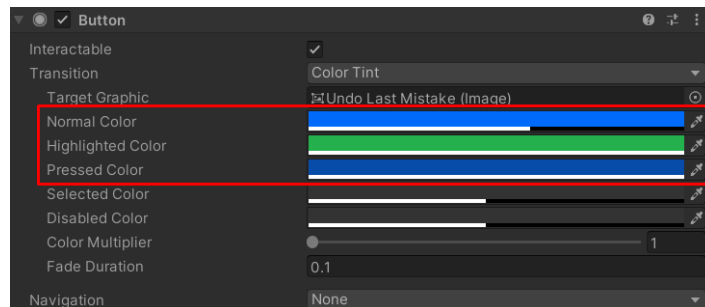 Button
Interactable
Transition Color Tint
Target Graphic Undo Last Mistake (Image)
Normal Color
Highlighted Color
Pressed Color
Selected Color
Disabled Color
Color Multiplier 1
Fade Duration 0.1
Navigation None